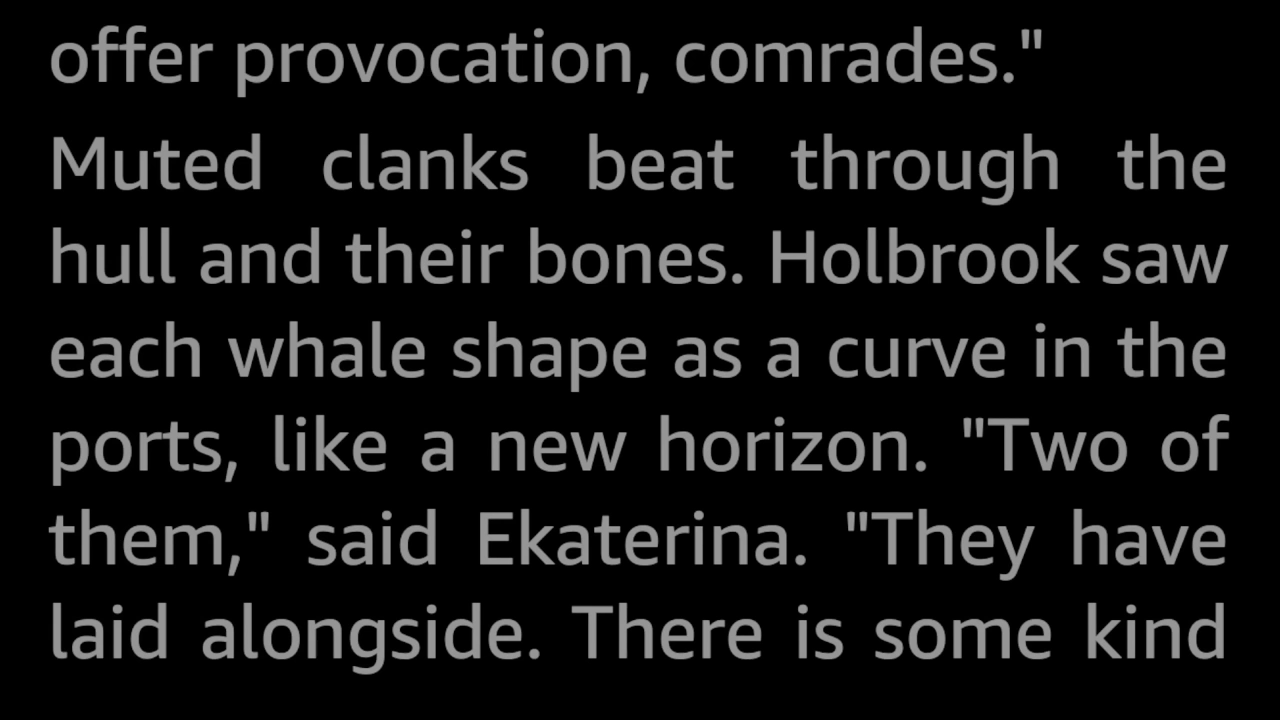 offer provocation, comrades."
Muted clanks beat through the
hull and their bones. Holbrook saw
each whale shape as a curve in the
ports, like a new horizon. "Two of
them," said Ekaterina. "They have
laid alongside. There is some kind